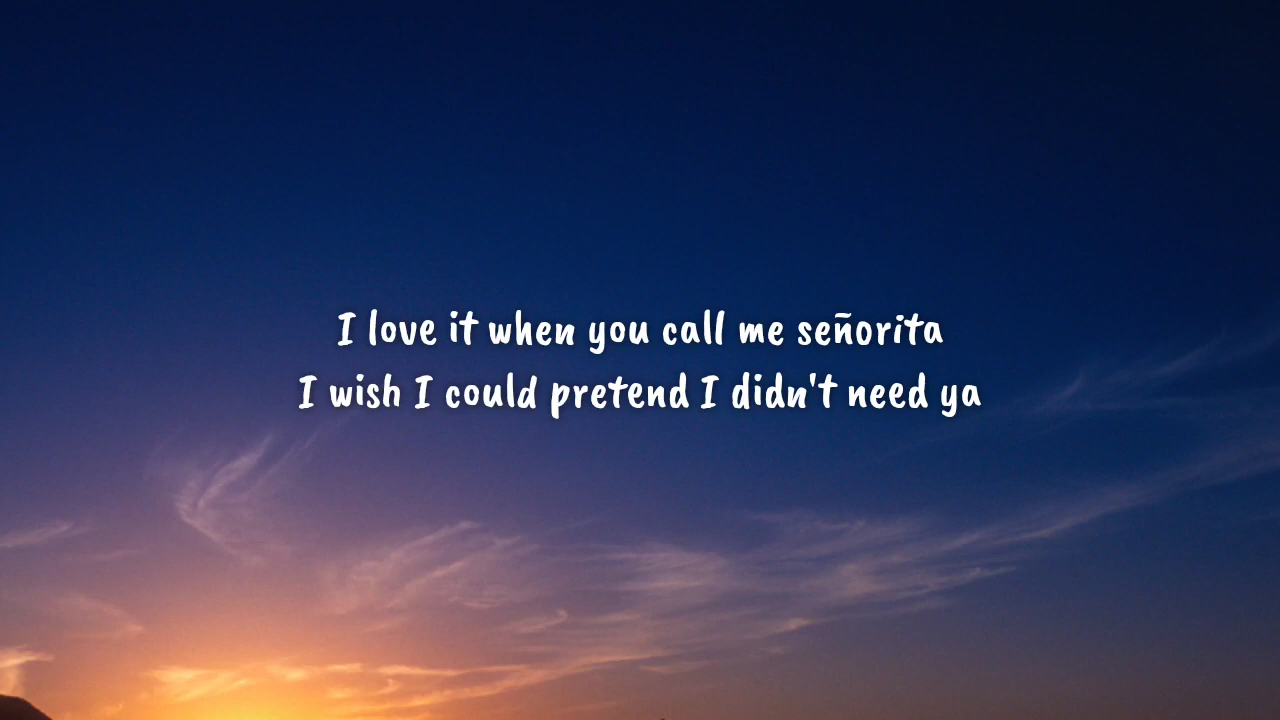 I love it when you call me señorita
I wish I could pretend I didn't need ya